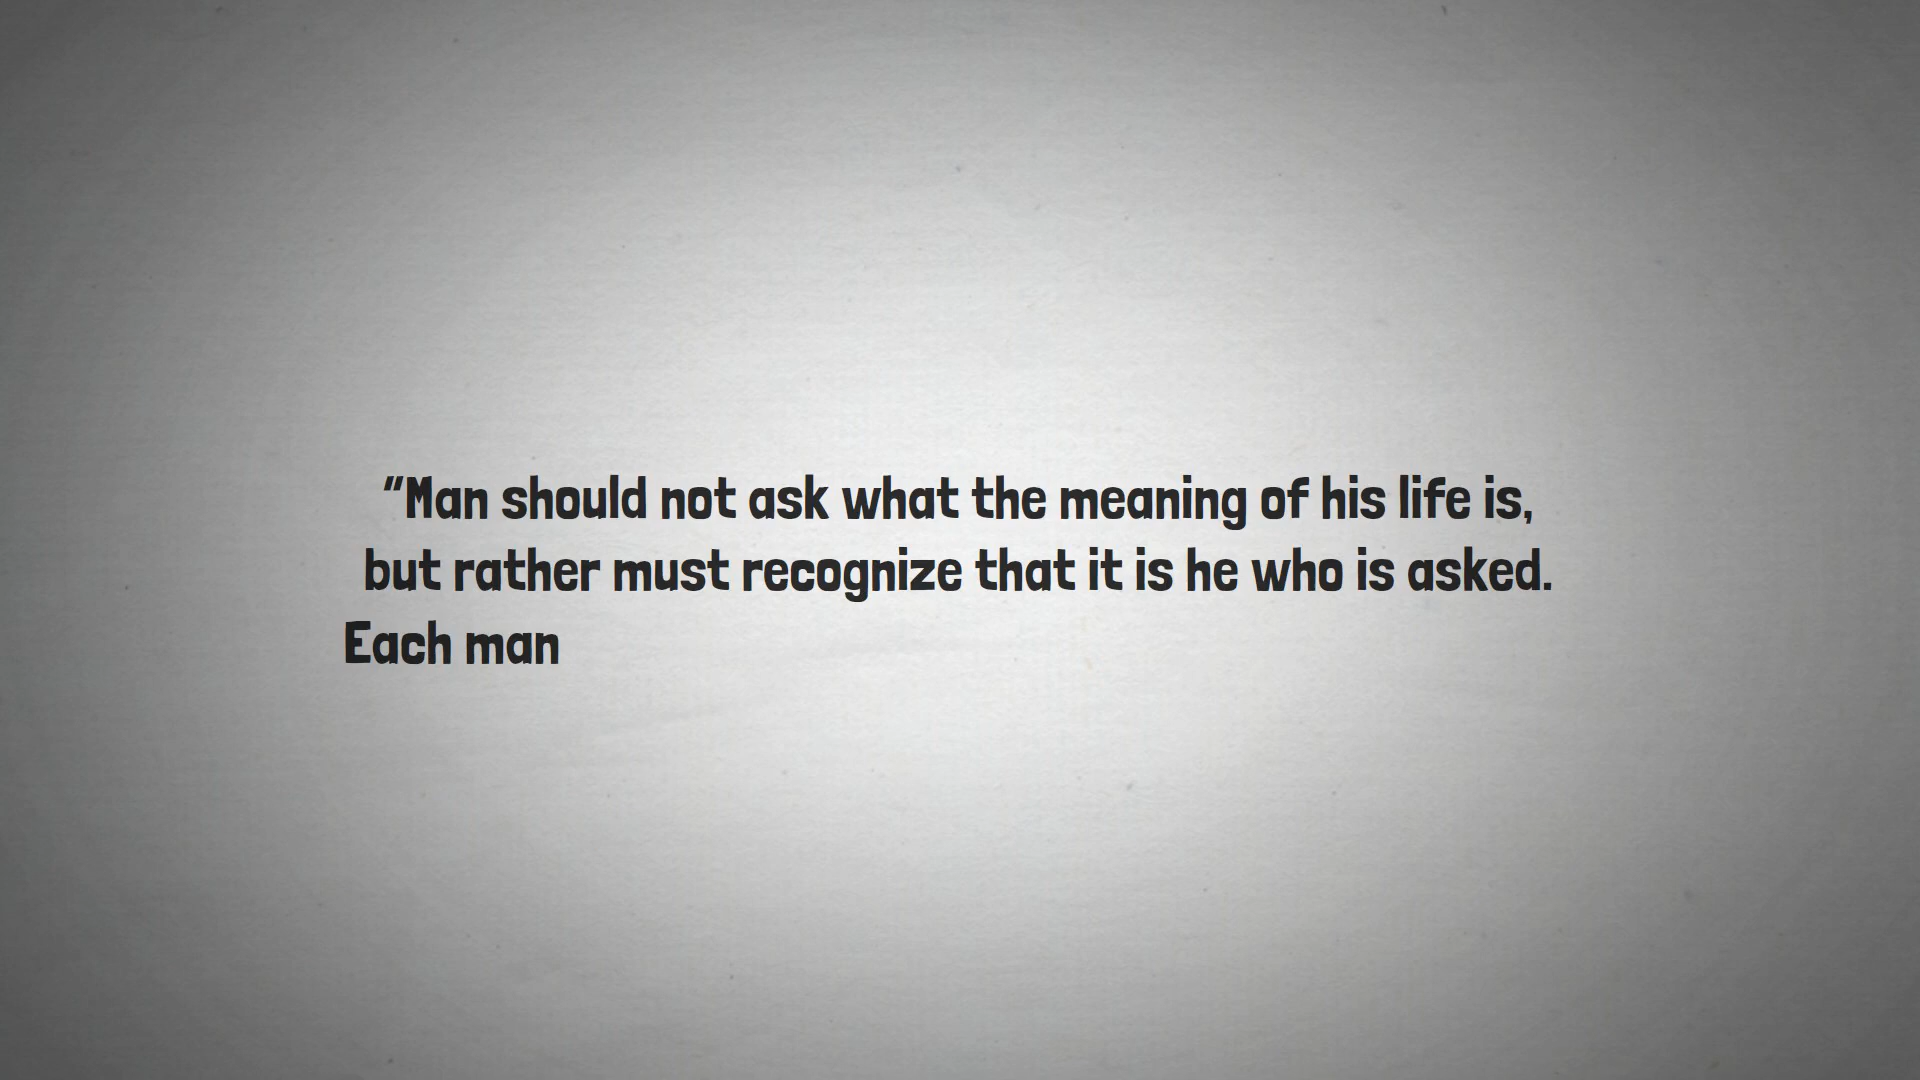 "Man should not ask what the meaning of his life is,
but rather must recognize that it is he who is asked.
Each man